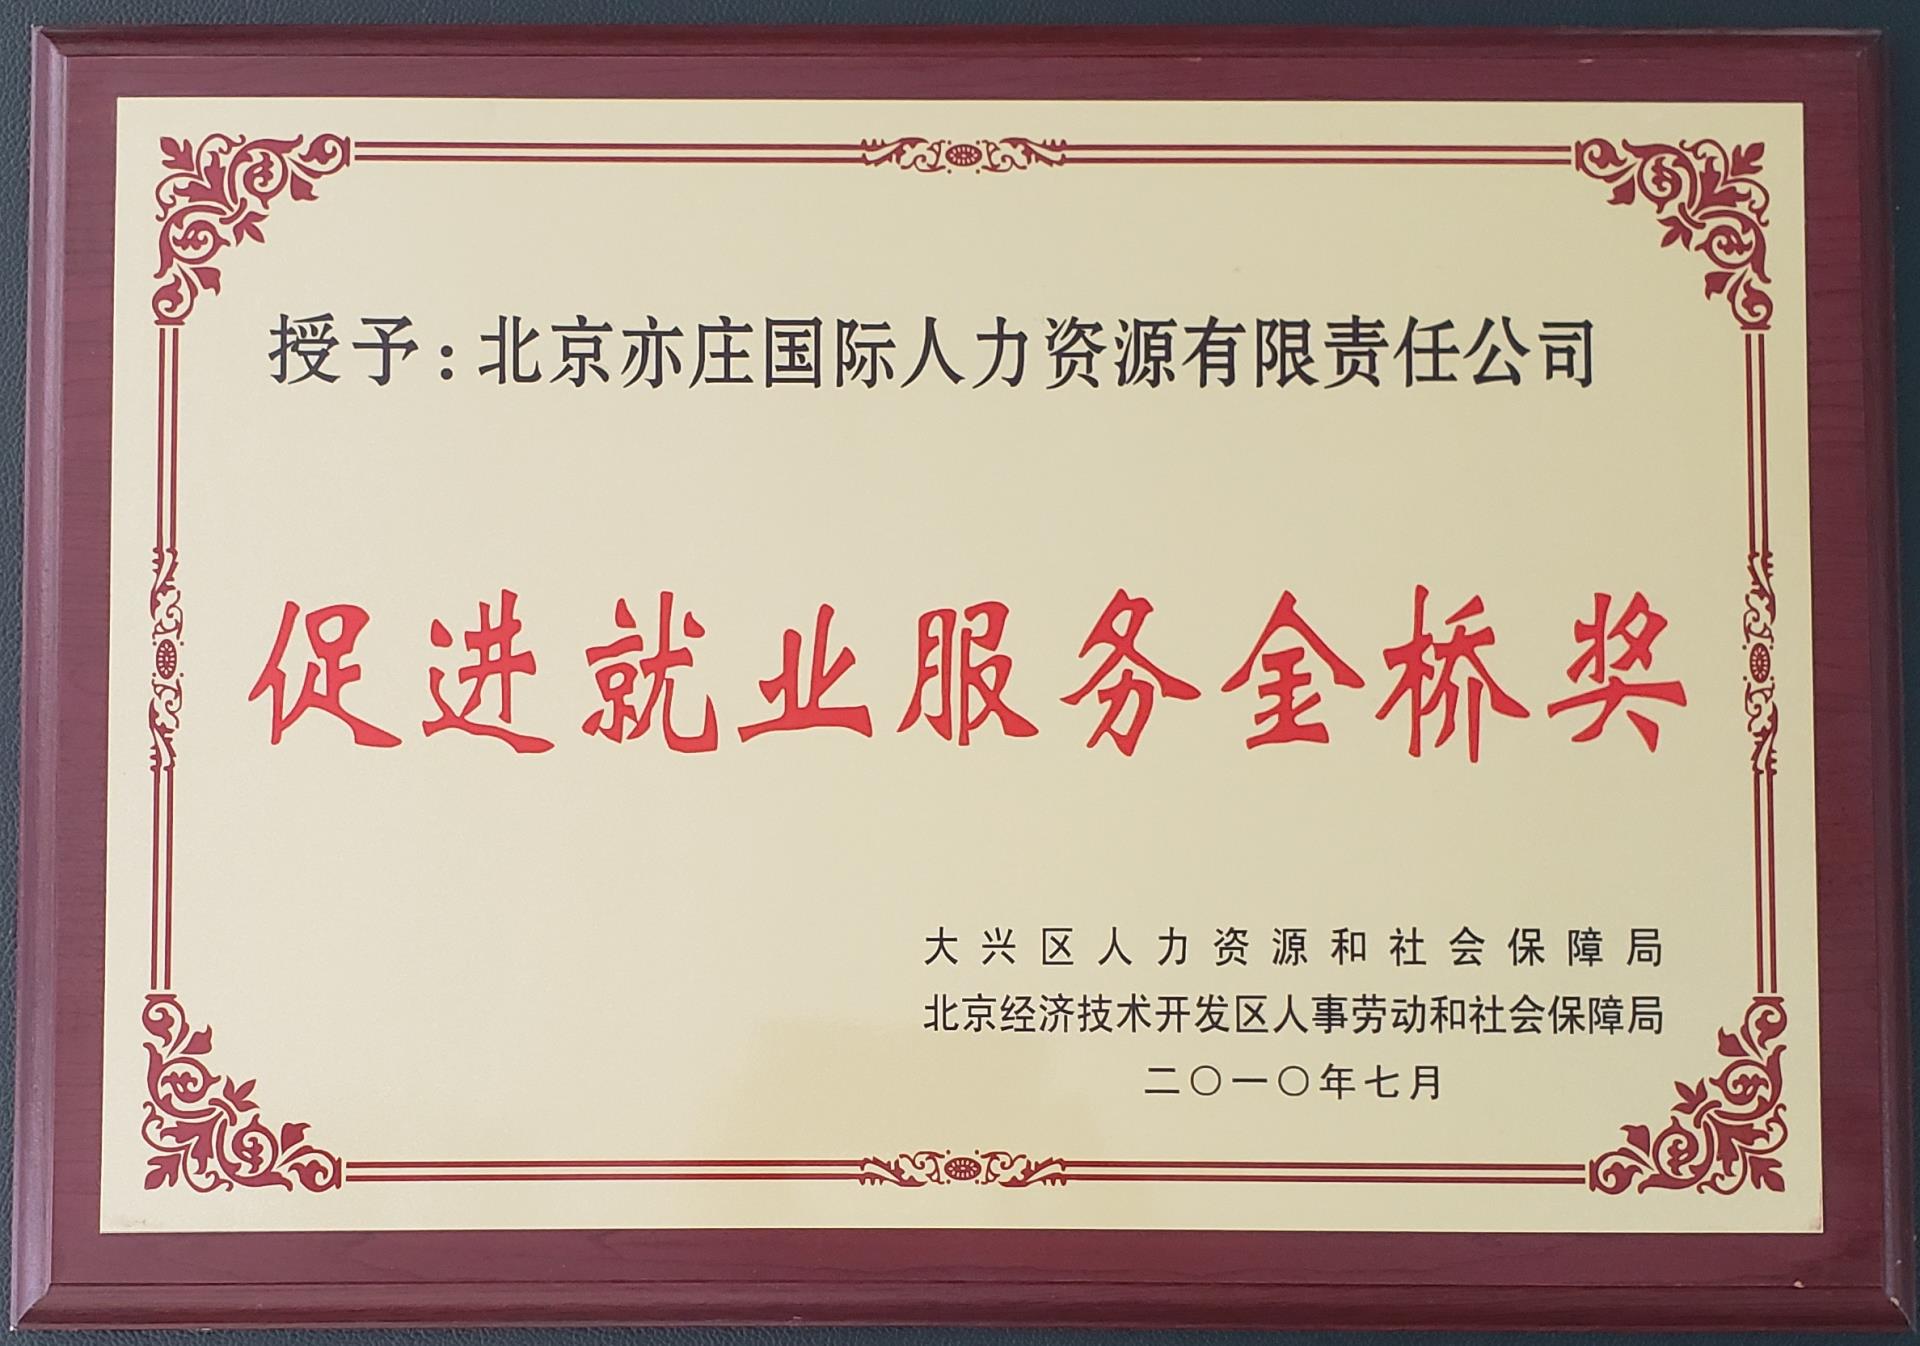 授予：北京亦庄国际人力资源有限责任公司
促进就业服务金桥奖
大兴区人力资源和社会保障局
北京经济技术开发区人事劳动和社会保障局
二〇一〇年七月